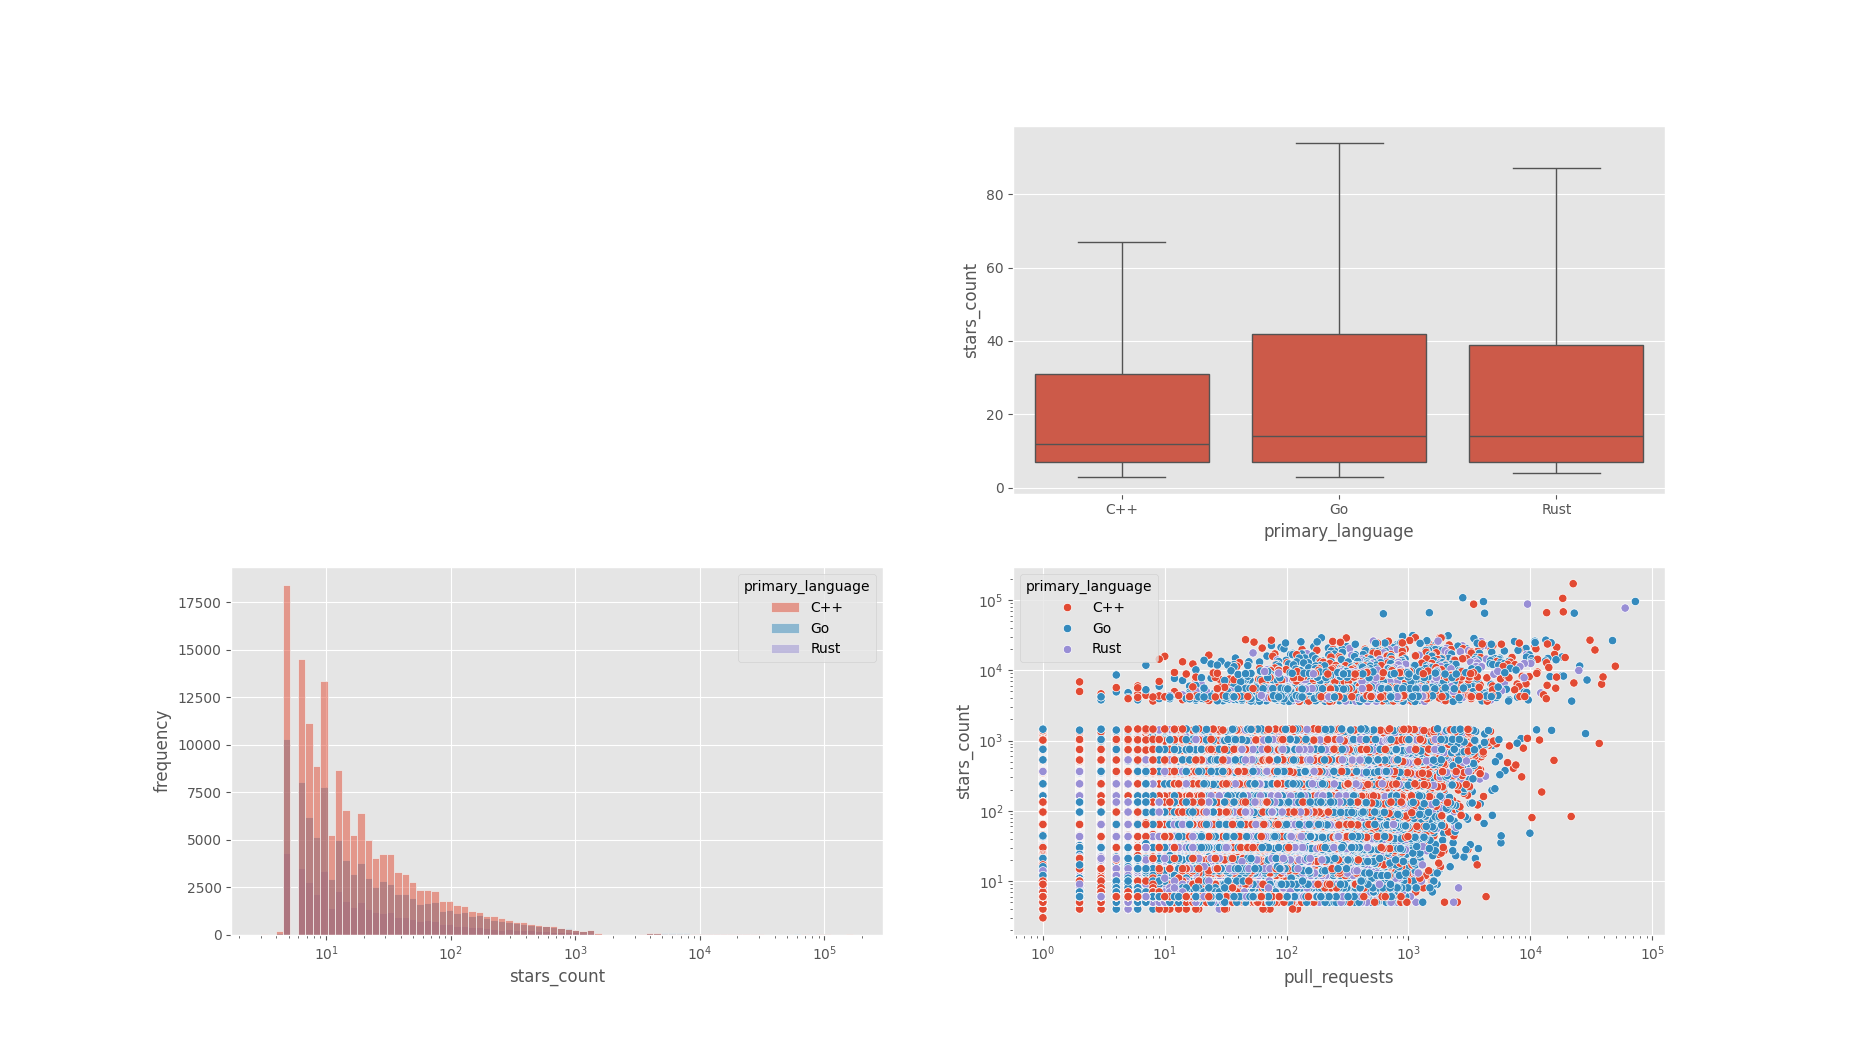 80
60
40
20
0
stars_count
C++ Go Rust
primary_language
17500
15000
12500
10000
7500
5000
2500
0
frequency
primary_language
C++
Go
Rust
10¹ 10² 10³ 10⁴ 10⁵
stars_count
10⁵
10⁴
10³
10²
10¹
stars_count
primary_language
C++
Go
Rust
10⁰ 10¹ 10² 10³ 10⁴ 10⁵
pull_requests